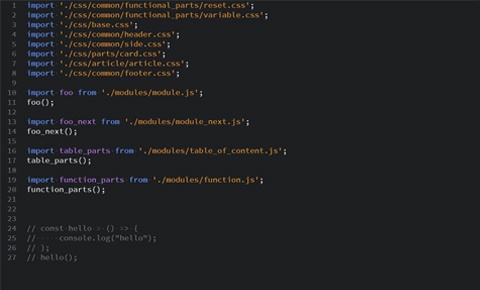 1 import './css/common/functional_parts/reset.css';
2 import './css/common/functional_parts/variable.css';
3 import './css/base.css';
4 import './css/common/header.css';
5 import './css/common/side.css';
6 import './css/parts/card.css';
7 import './css/article/article.css';
8 import './css/common/footer.css';
9
10 import foo from './modules/module.js';
11 foo();
12
13 import foo_next from './modules/module_next.js';
14 foo_next();
15
16 import table_parts from './modules/table_of_content.js';
17 table_parts();
18
19 import function_parts from './modules/function.js';
20 function_parts();
21
22
23
24 // const hello = () => {
25 //     console.log("hello");
26 // };
27 // hello();